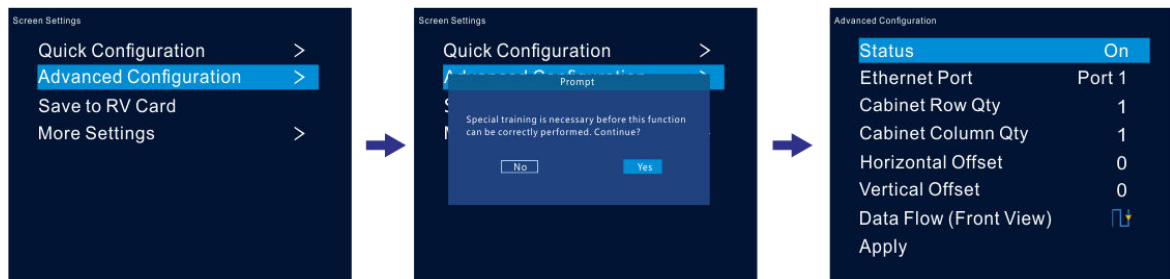 Screen Settings
Quick Configuration >
Advanced Configuration >
Save to RV Card
More Settings >
Screen Settings
Quick Configuration >
Prompt
Special training is necessary before this function
can be correctly performed. Continue?
No Yes
Advanced Configuration
Status On
Ethernet Port Port 1
Cabinet Row Qty 1
Cabinet Column Qty 1
Horizontal Offset 0
Vertical Offset 0
Data Flow (Front View)
Apply